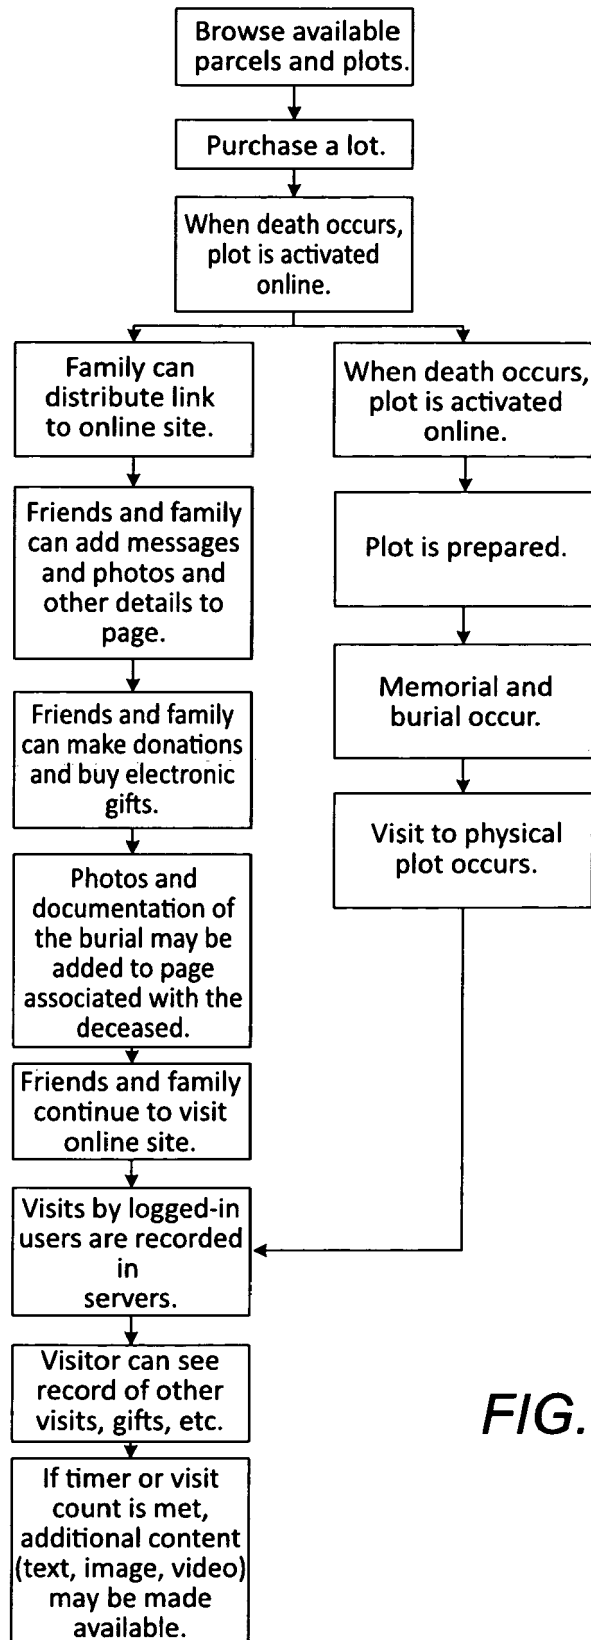 Browse available
parcels and plots.
Purchase a lot.
When death occurs,
plot is activated
online.
Family can
distribute link
to online site.
Friends and family
can add messages
and photos and
other details to
page.
Friends and family
can make donations
and buy electronic
gifts.
Photos and
documentation of
the burial may be
added to page
associated with the
deceased.
Friends and family
continue to visit
online site.
When death occurs,
plot is activated
online.
Plot is prepared.
Memorial and
burial occur.
Visit to physical
plot occurs.
Visits by logged-in
users are recorded
in
servers.
Visitor can see
record of other
visits, gifts, etc.
If timer or visit
count is met,
additional content
(text, image, video)
may be made
available.
FIG.